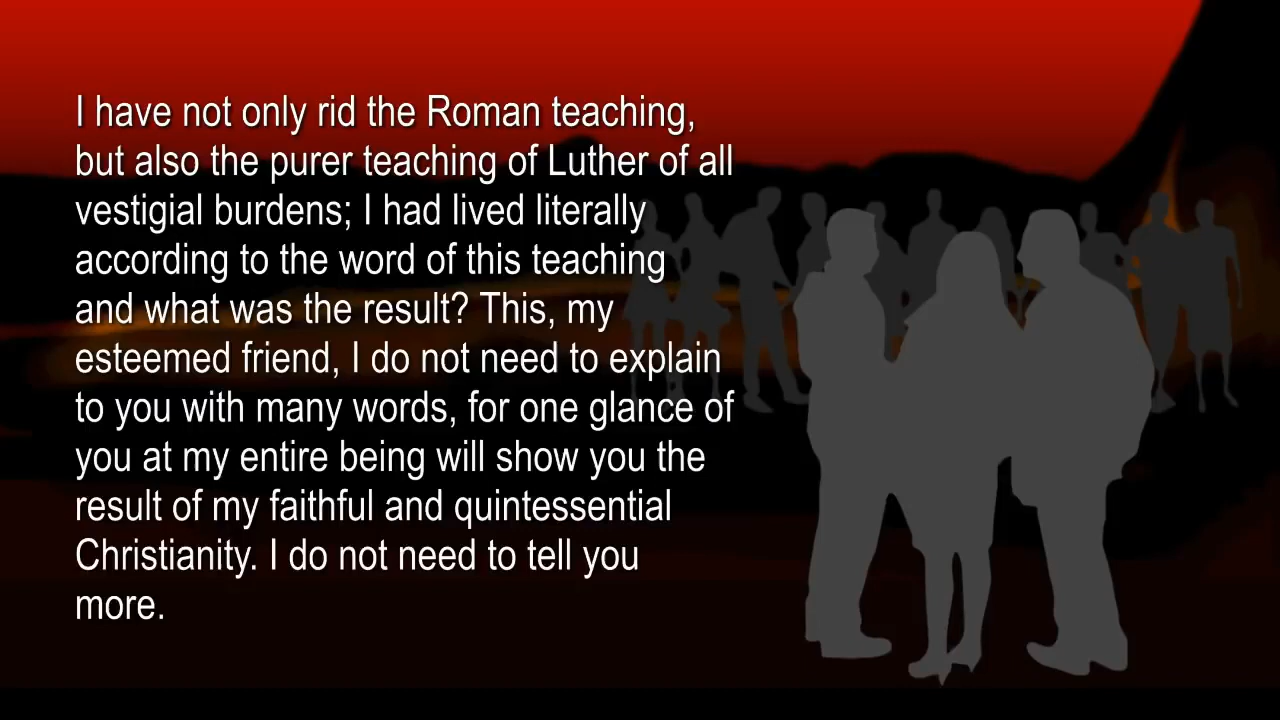 I have not only rid the Roman teaching,
but also the purer teaching of Luther of all
vestigial burdens; I had lived literally
according to the word of this teaching
and what was the result? This, my
esteemed friend, I do not need to explain
to you with many words, for one glance of
you at my entire being will show you the
result of my faithful and quintessential
Christianity. I do not need to tell you
more.